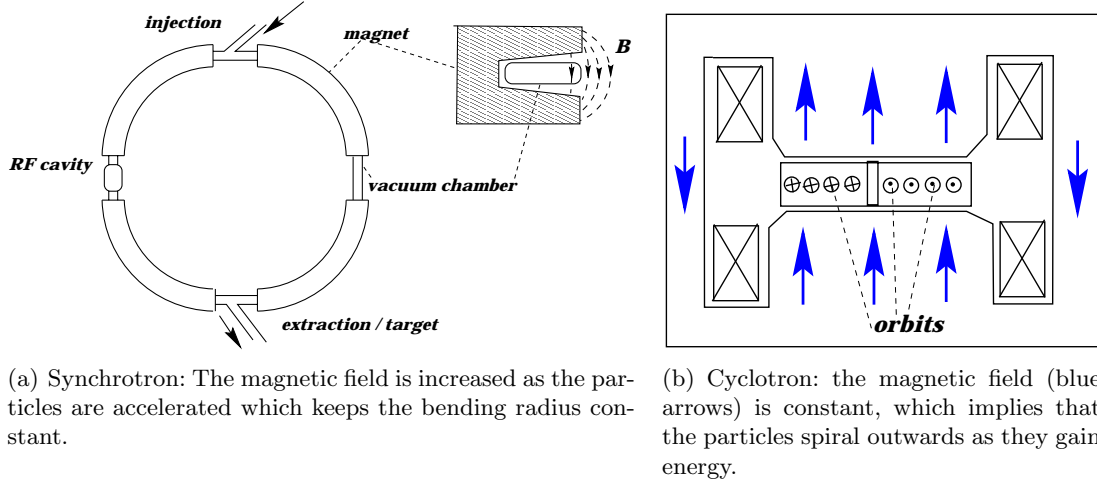 injection
magnet
B
RF cavity
vacuum chamber
extraction / target
orbits
(a) Synchrotron: The magnetic field is increased as the par-
ticles are accelerated which keeps the bending radius con-
stant.
(b) Cyclotron: the magnetic field (blue
arrows) is constant, which implies that
the particles spiral outwards as they gain
energy.